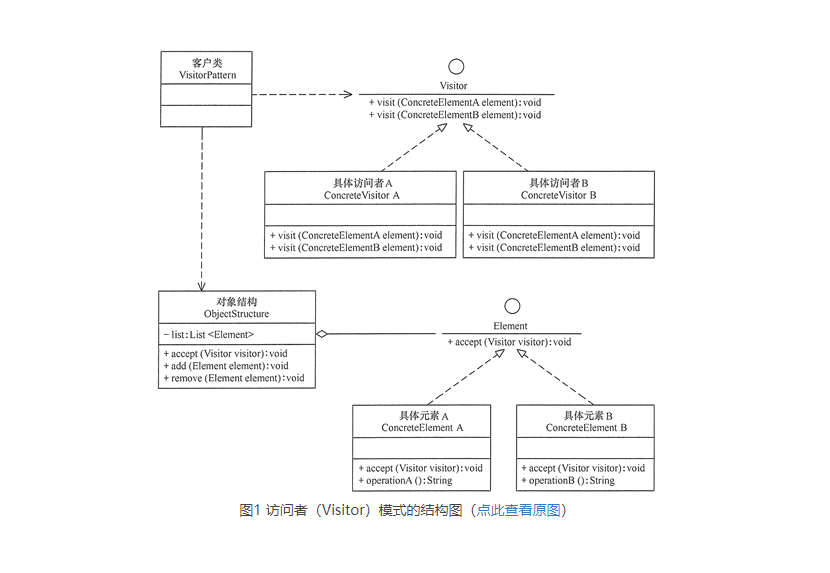 客户类
VisitorPattern
Visitor
+ visit (ConcreteElementA element):void
+ visit (ConcreteElementB element):void
具体访问者A
ConcreteVisitor A
+ visit (ConcreteElementA element):void
+ visit (ConcreteElementB element):void
具体访问者B
ConcreteVisitor B
+ visit (ConcreteElementA element):void
+ visit (ConcreteElementB element):void
对象结构
ObjectStructure
- list:List <Element>
+ accept (Visitor visitor):void
+ add (Element element):void
+ remove (Element element):void
Element
+ accept (Visitor visitor):void
具体元素A
ConcreteElement A
+ accept (Visitor visitor):void
+ operationA ():String
具体元素B
ConcreteElement B
+ accept (Visitor visitor):void
+ operationB ():String
图1 访问者（Visitor）模式的结构图（点此查看原图）